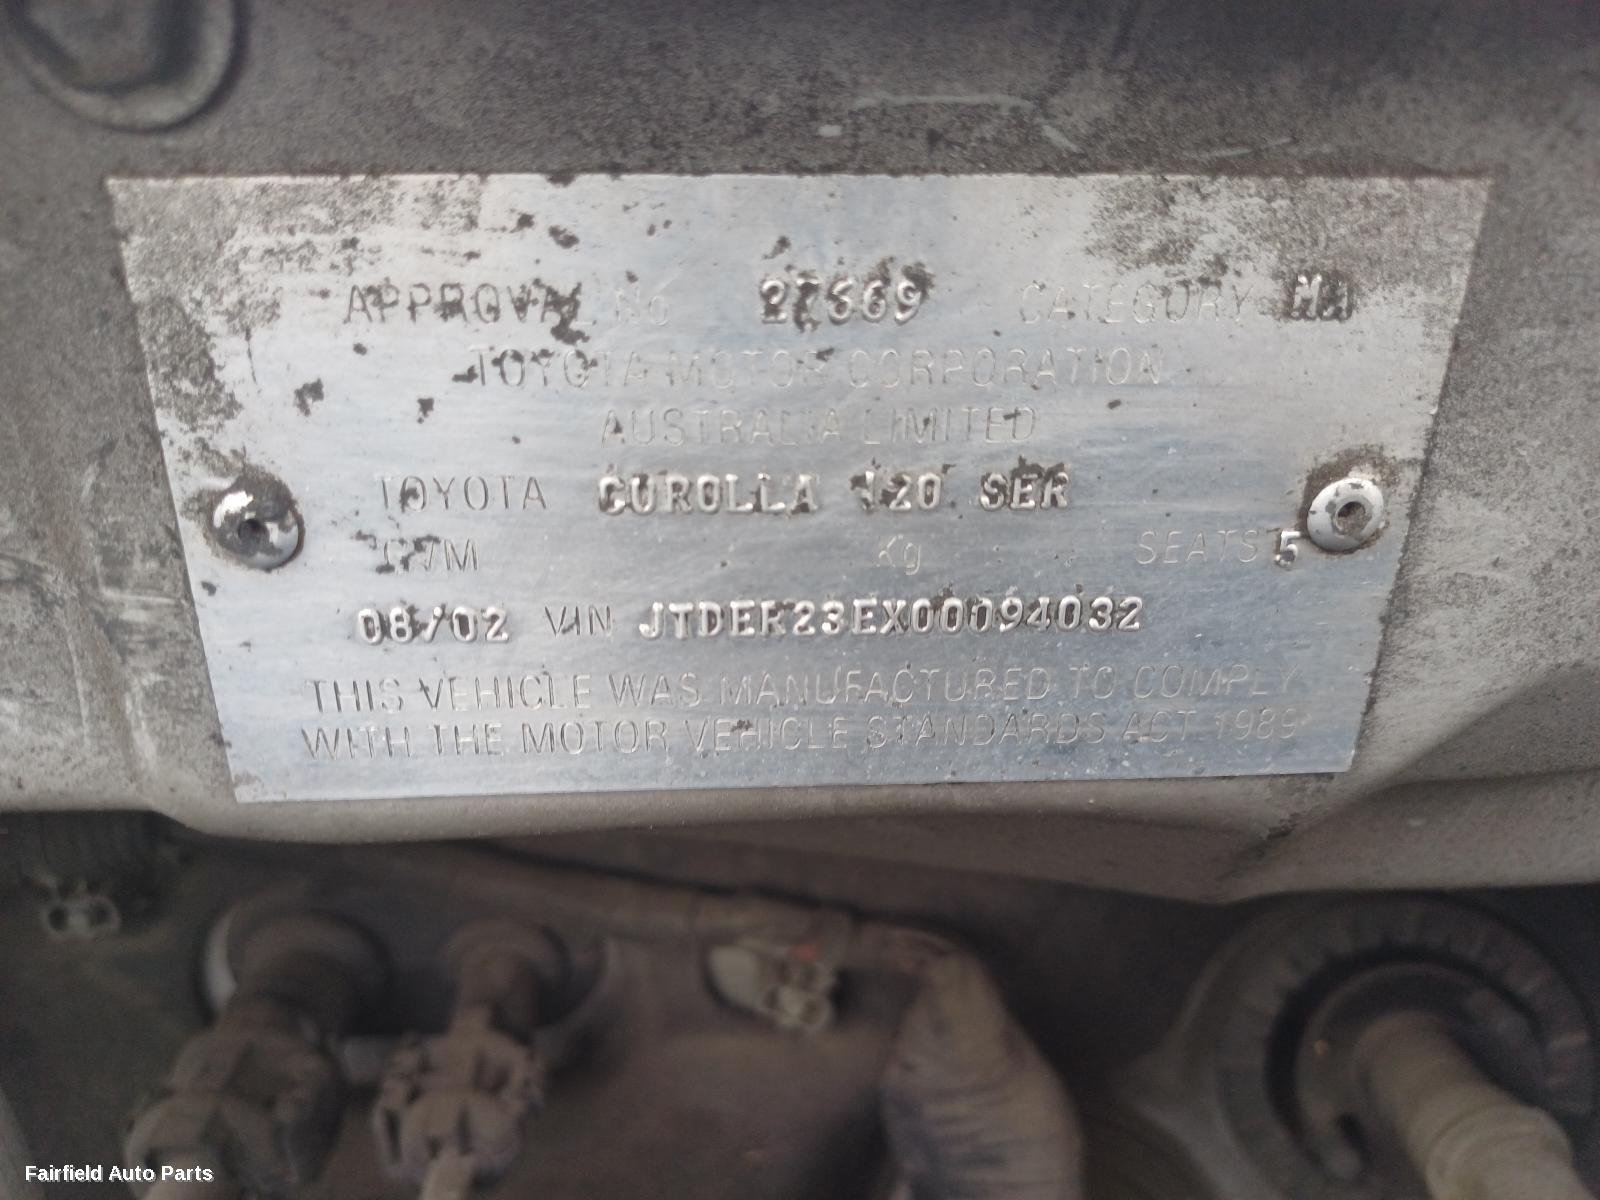 APPROVAL No 27669 CATEGORY MA
TOYOTA MOTOR CORPORATION
AUSTRALIA LIMITED
TOYOTA COROLLA 120 SER
GVM Kg SEATS 5
08/02 VIN JTDER23EX00094032
THIS VEHICLE WAS MANUFACTURED TO COMPLY
WITH THE MOTOR VEHICLE STANDARDS ACT 1989
Fairfield Auto Parts